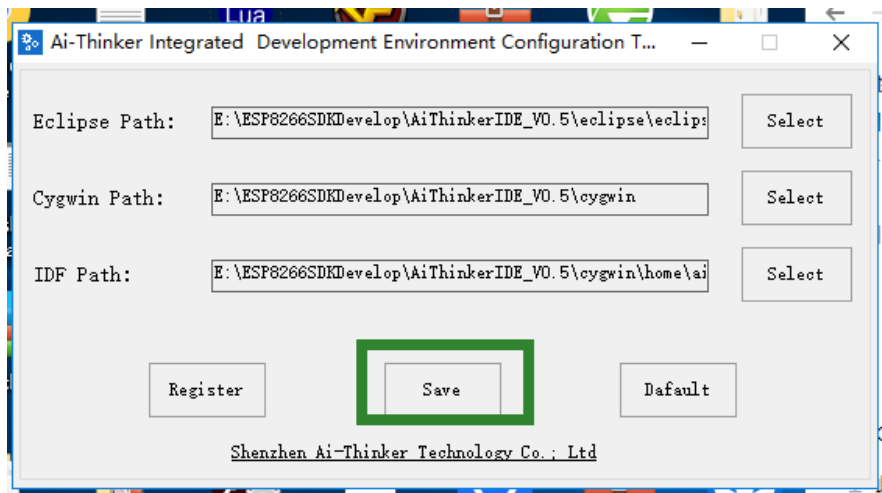 Lua
Ai-Thinker Integrated Development Environment Configuration T...
Eclipse Path: E:\ESP8266SDKDevelop\AiThinkerIDE_V0.5\eclipse\eclips Select
Cygwin Path: E:\ESP8266SDKDevelop\AiThinkerIDE_V0.5\cygwin Select
IDF Path: E:\ESP8266SDKDevelop\AiThinkerIDE_V0.5\cygwin\home\ai Select
Register Save Dafault
Shenzhen Ai-Thinker Technology Co.; Ltd